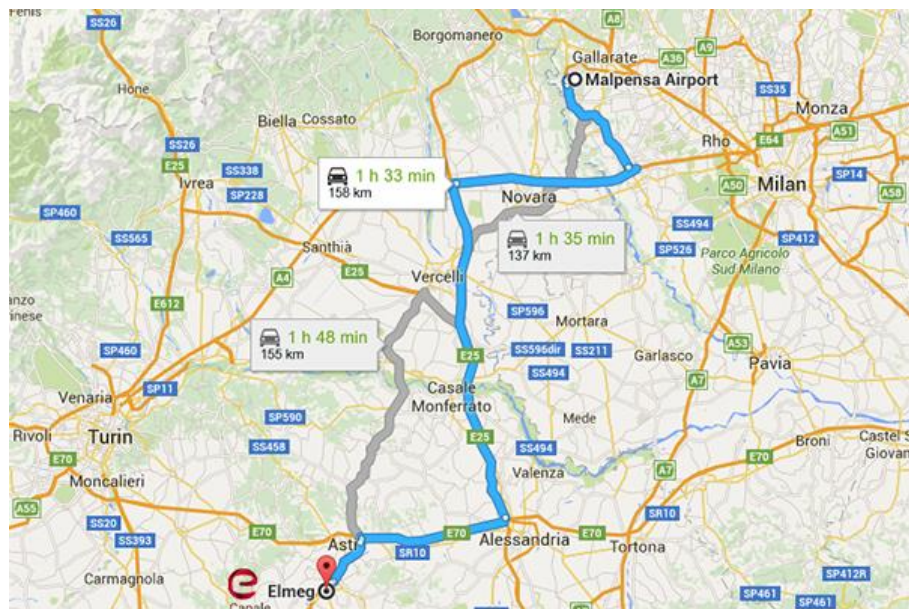 Fenis
SS26
SS26
Borgomanero
A8
Gallarate
A36
A9
Malpensa Airport
SS35
Hone
Monza
Biella
Cossato
SS26
E25
Rho
E64
A51
1 h 33 min
158 km
SS338
SP228
Ivrea
Novara
A50
Milan
SP14
A58
SP460
SS565
Santhià
1 h 35 min
137 km
SS494
SP526
SP412
Parco Agricolo
Sud Milano
A4
E25
Vercelli
E612
SP596
Mortara
1 h 48 min
155 km
SP460
E25
SS596dir
SS211
SS494
Garlasco
A53
Pavia
SP11
Venaria
Casale
Monferrato
A7
Rivoli
Turin
SP590
SS458
Mede
E25
SS494
Broni
Castel S
Giovan
E70
E70
Moncalieri
Valenza
A7
A55
SS20
SS393
E70
Asti
E70
SR10
Alessandria
E70
SR10
Tortona
Carmagnola
Elmeg
SP412R
SP461
SP461